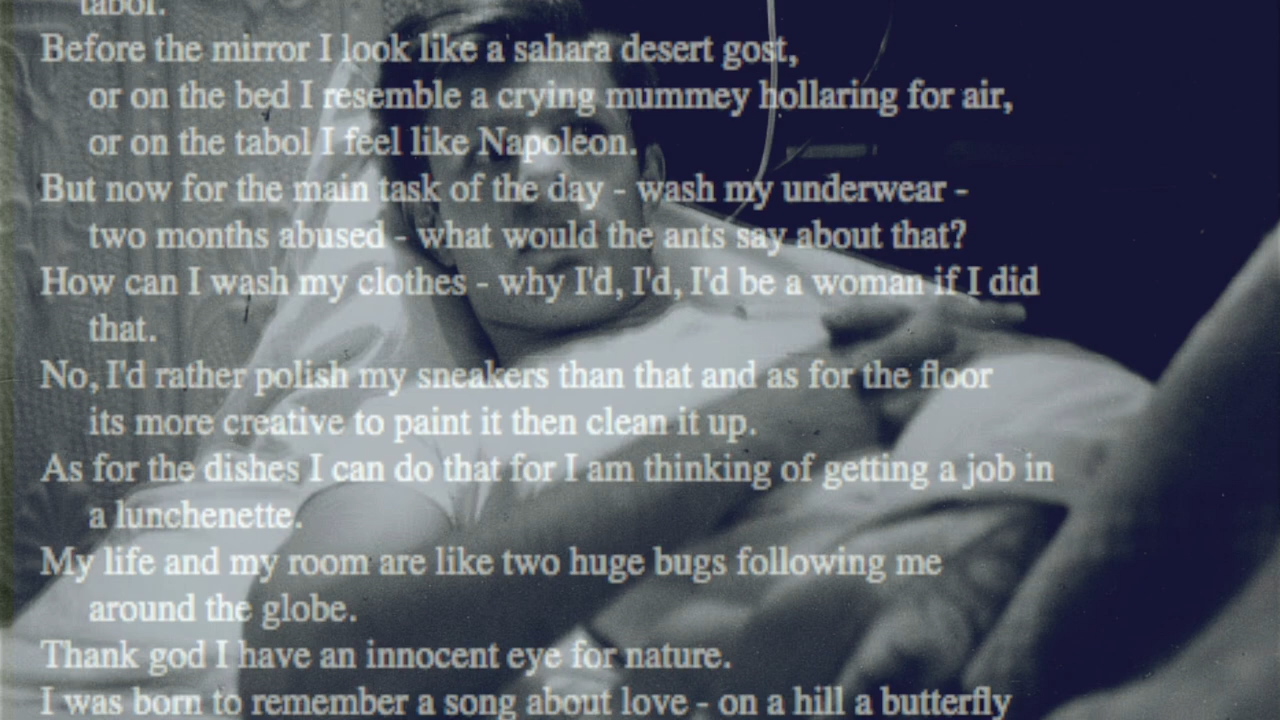 tabol.
Before the mirror I look like a sahara desert gost,
or on the bed I resemble a crying mummey hollaring for air,
or on the tabol I feel like Napoleon.
But now for the main task of the day - wash my underwear -
two months abused - what would the ants say about that?
How can I wash my clothes - why I'd, I'd, I'd be a woman if I did
that.
No, I'd rather polish my sneakers than that and as for the floor
its more creative to paint it then clean it up.
As for the dishes I can do that for I am thinking of getting a job in
a lunchenette.
My life and my room are like two huge bugs following me
around the globe.
Thank god I have an innocent eye for nature.
I was born to remember a song about love - on a hill a butterfly